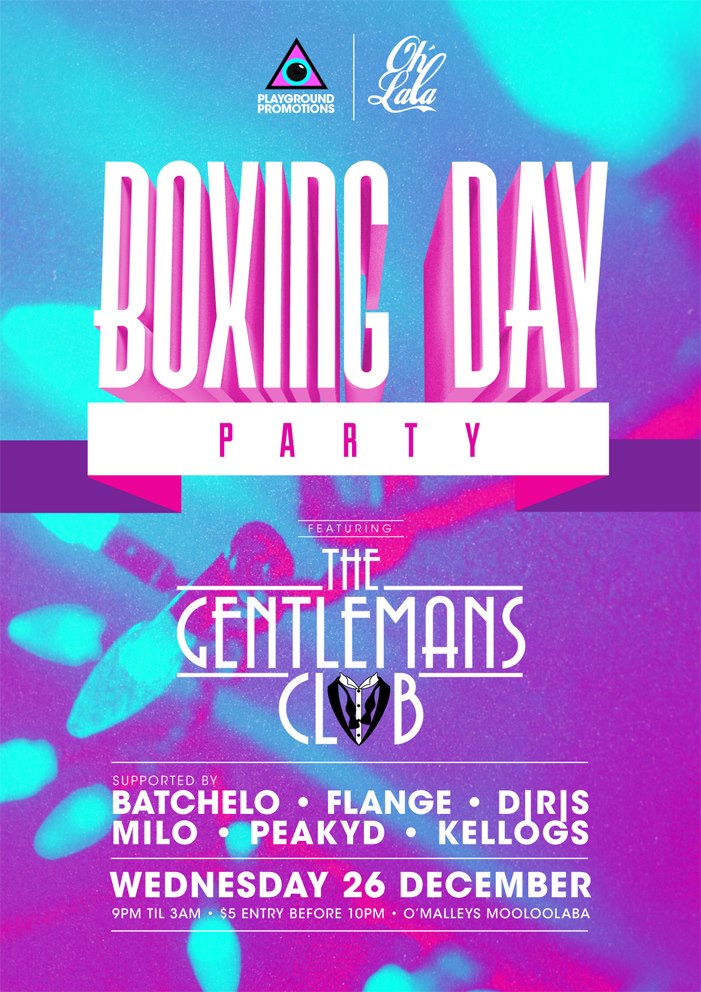 PLAYGROUND
PROMOTIONS
Oh'
Lala
BOXING DAY
PARTY
FEATURING
THE
GENTLEMANS
CLUB
SUPPORTED BY
BATCHELO • FLANGE • DJRJS
MILO • PEAKYD • KELLOGS
WEDNESDAY 26 DECEMBER
9PM TIL 3AM • $5 ENTRY BEFORE 10PM • O'MALLEYS MOOLOOLABA